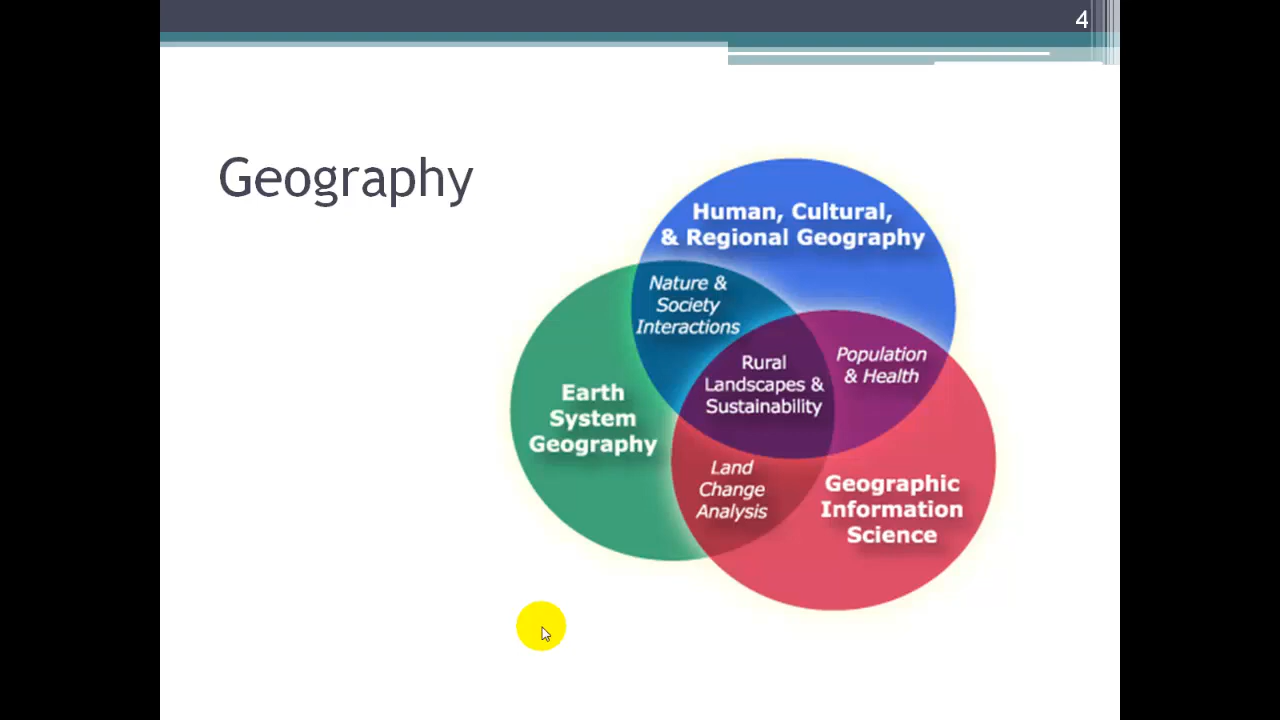 4
Geography
Human, Cultural,
& Regional Geography
Nature &
Society
Interactions
Population
& Health
Rural
Landscapes &
Sustainability
Earth
System
Geography
Land
Change
Analysis
Geographic
Information
Science